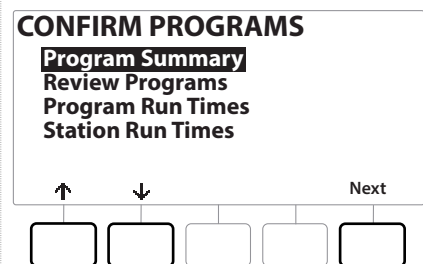 CONFIRM PROGRAMS
Program Summary
Review Programs
Program Run Times
Station Run Times
↑ ↓ Next